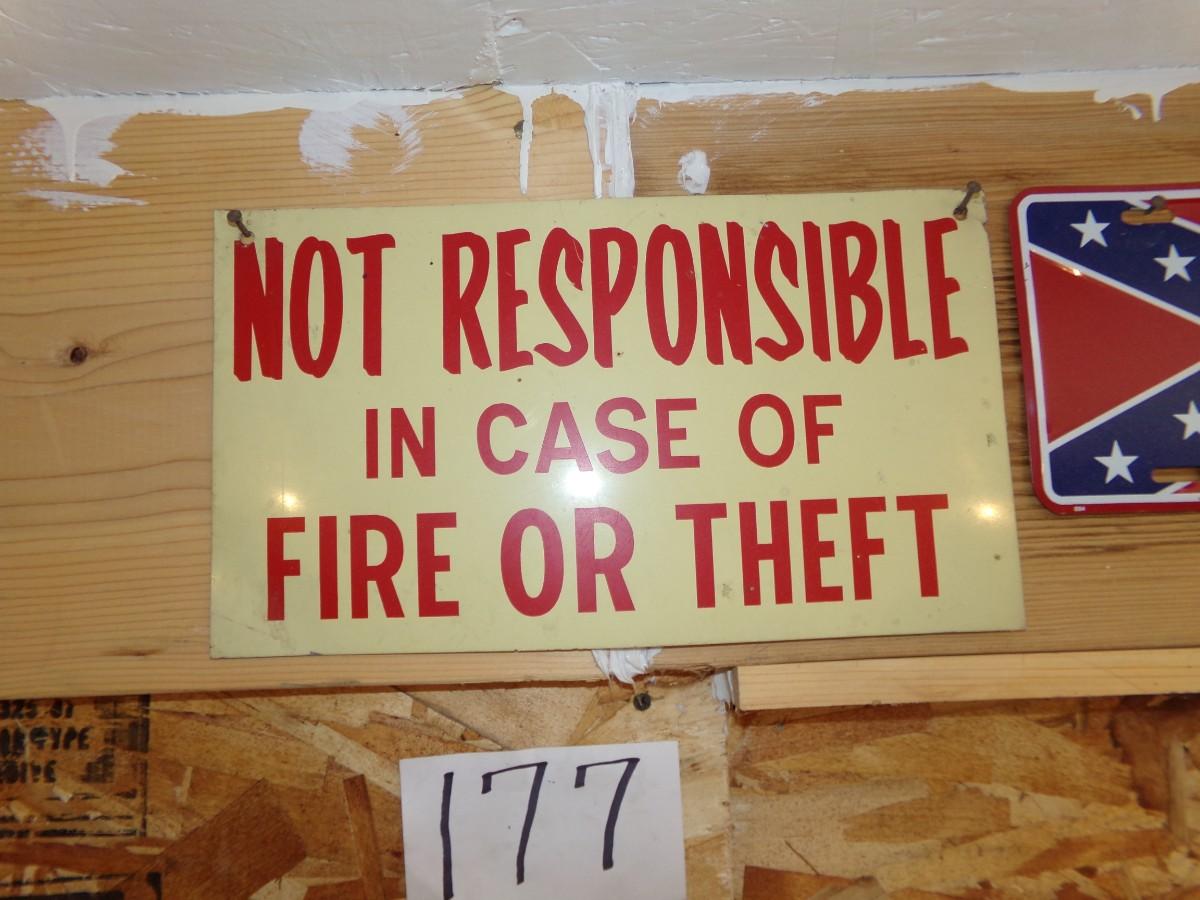 NOT RESPONSIBLE
IN CASE OF
FIRE OR THEFT
177